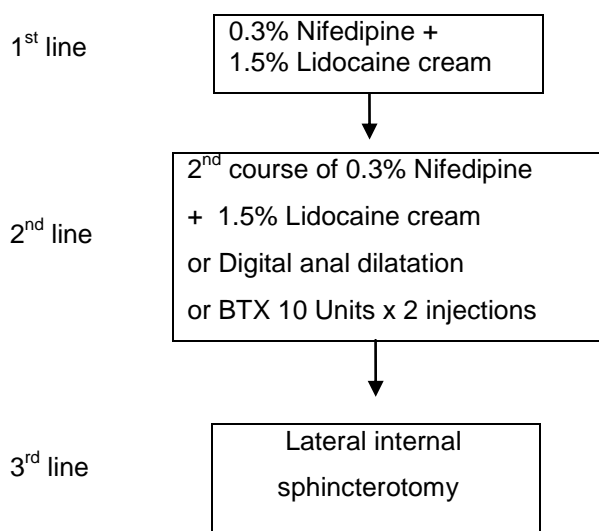 1st line
0.3% Nifedipine +
1.5% Lidocaine cream
2nd line
2nd course of 0.3% Nifedipine
+ 1.5% Lidocaine cream
or Digital anal dilatation
or BTX 10 Units x 2 injections
3rd line
Lateral internal
sphincterotomy